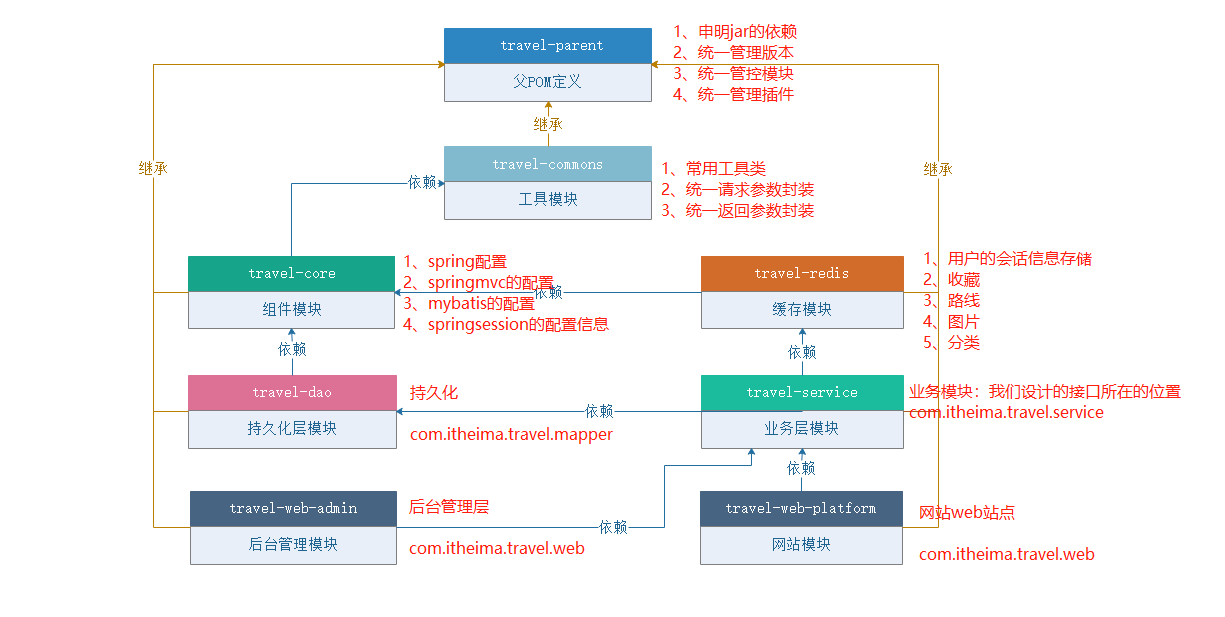 travel-parent
父POM定义
1、申明jar的依赖
2、统一管理版本
3、统一管控模块
4、统一管理插件
继承
继承
继承
travel-commons
工具模块
1、常用工具类
2、统一请求参数封装
3、统一返回参数封装
依赖
travel-core
组件模块
1、spring配置
2、springmvc的配置
3、mybatis的配置
4、springsession的配置信息
依赖
travel-redis
缓存模块
1、用户的会话信息存储
2、收藏
3、路线
4、图片
5、分类
依赖
依赖
travel-dao
持久化层模块
持久化
com.itheima.travel.mapper
依赖
travel-service
业务层模块
业务模块：我们设计的接口所在的位置
com.itheima.travel.service
依赖
travel-web-admin
后台管理模块
后台管理层
com.itheima.travel.web
依赖
travel-web-platform
网站模块
网站web站点
com.itheima.travel.web